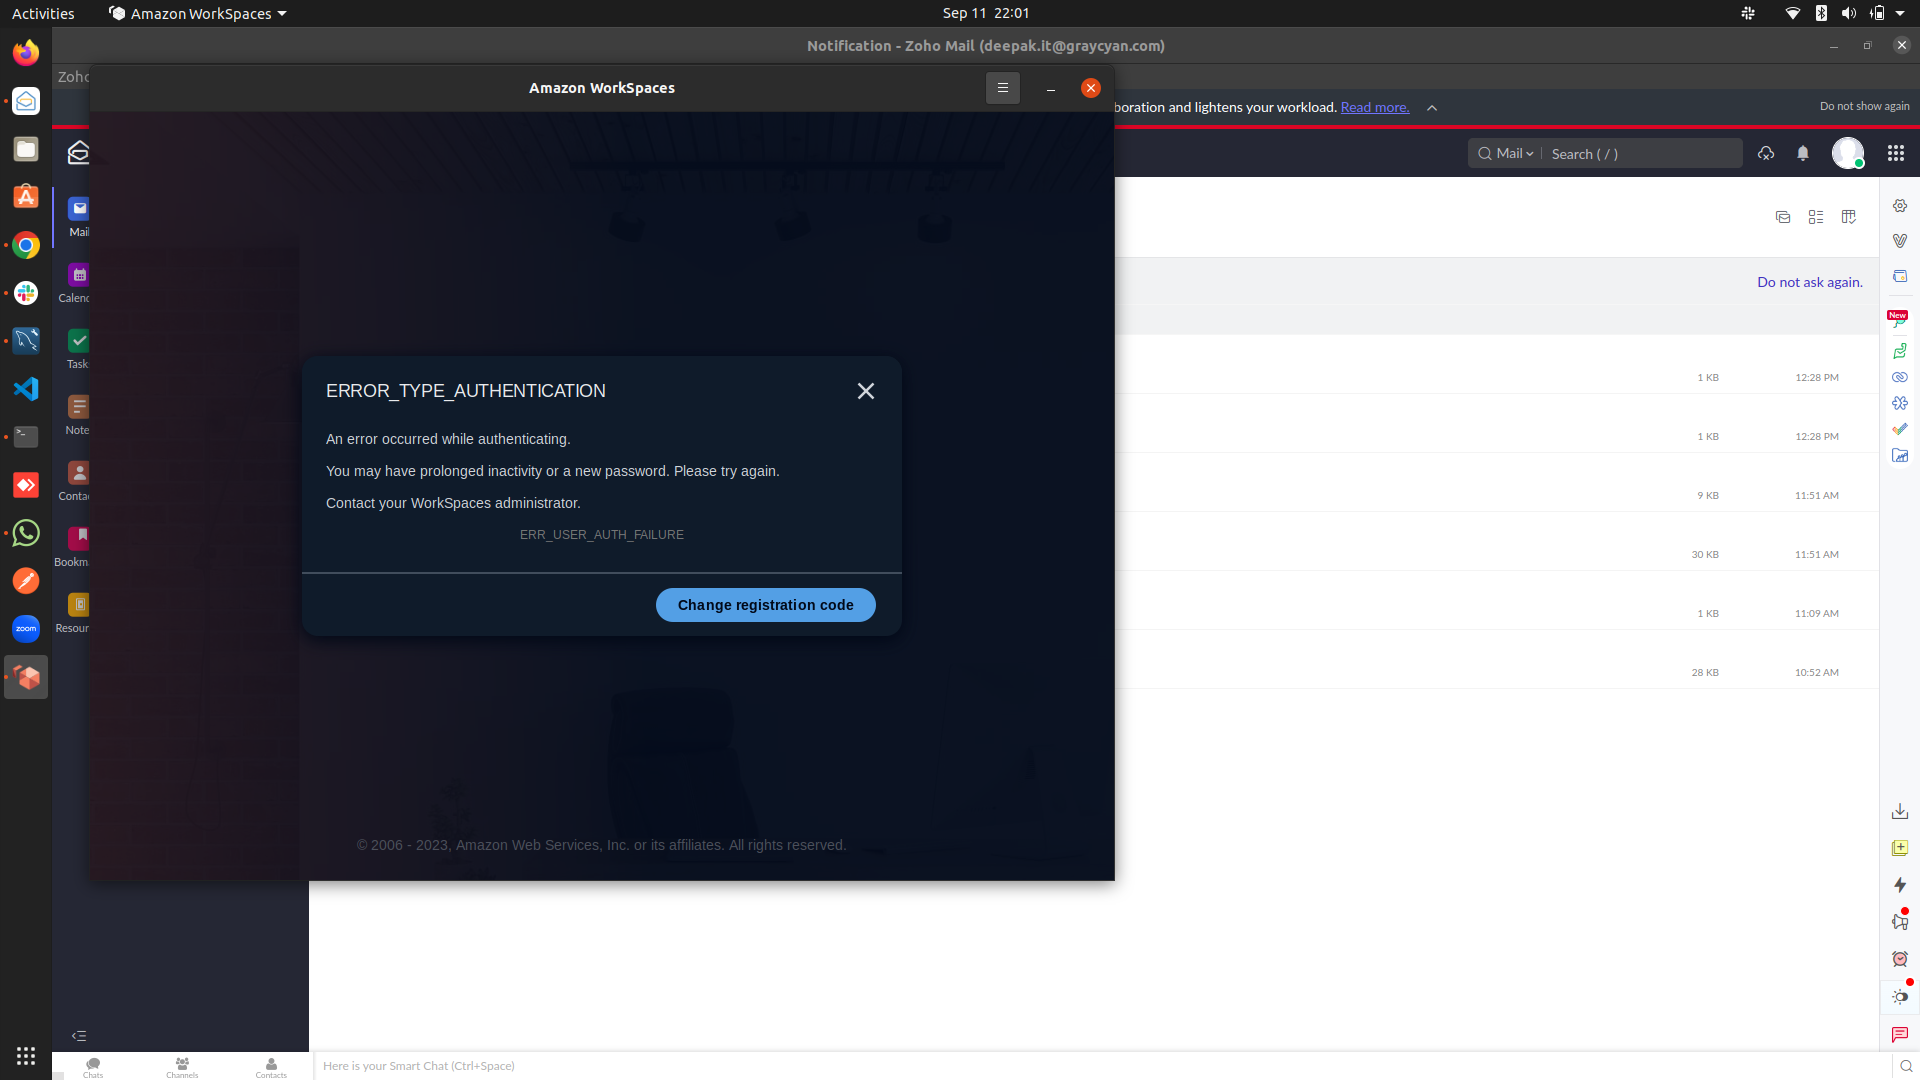 Activities
Amazon WorkSpaces
Sep 11 22:01
Notification - Zoho Mail (deepak.it@graycyan.com)
Zoho
Amazon WorkSpaces
boration and lightens your workload. Read more.
Do not show again
Mail
Search ( / )
Mail
Calend
Task
Note
Conta
Bookm
Resour
Do not ask again.
New
1 KB 12:28 PM
1 KB 12:28 PM
9 KB 11:51 AM
30 KB 11:51 AM
1 KB 11:09 AM
28 KB 10:52 AM
ERROR_TYPE_AUTHENTICATION
An error occurred while authenticating.
You may have prolonged inactivity or a new password. Please try again.
Contact your WorkSpaces administrator.
ERR_USER_AUTH_FAILURE
Change registration code
zoom
© 2006 - 2023, Amazon Web Services, Inc. or its affiliates. All rights reserved.
Chats
Channels
Contacts
Here is your Smart Chat (Ctrl+Space)